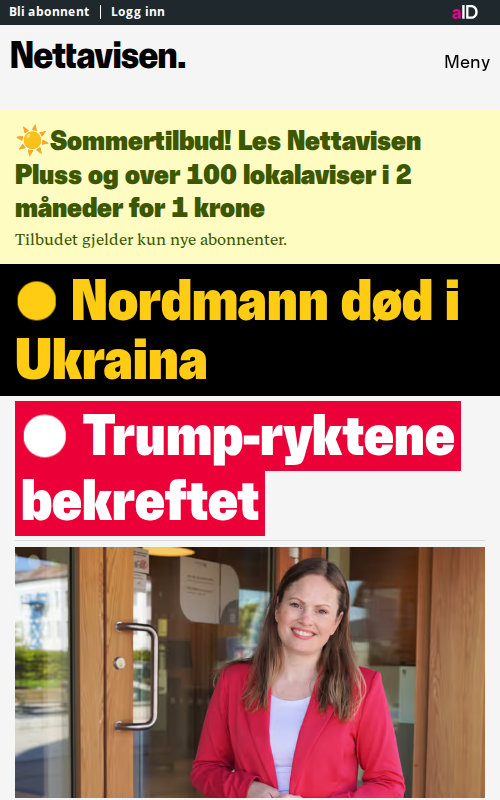 Bli abonnent
Logg inn
aID
Nettavisen.
Meny
Sommertilbud! Les Nettavisen
Pluss og over 100 lokalaviser i 2
måneder for 1 krone
Tilbudet gjelder kun nye abonnenter.
Nordmann død i
Ukraina
Trump-ryktene
bekreftet